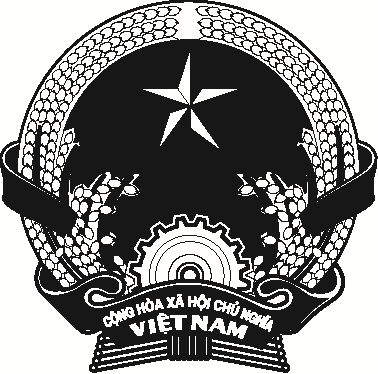 CỘNG HÒA XÃ HỘI CHỦ NGHĨA
VIỆT NAM